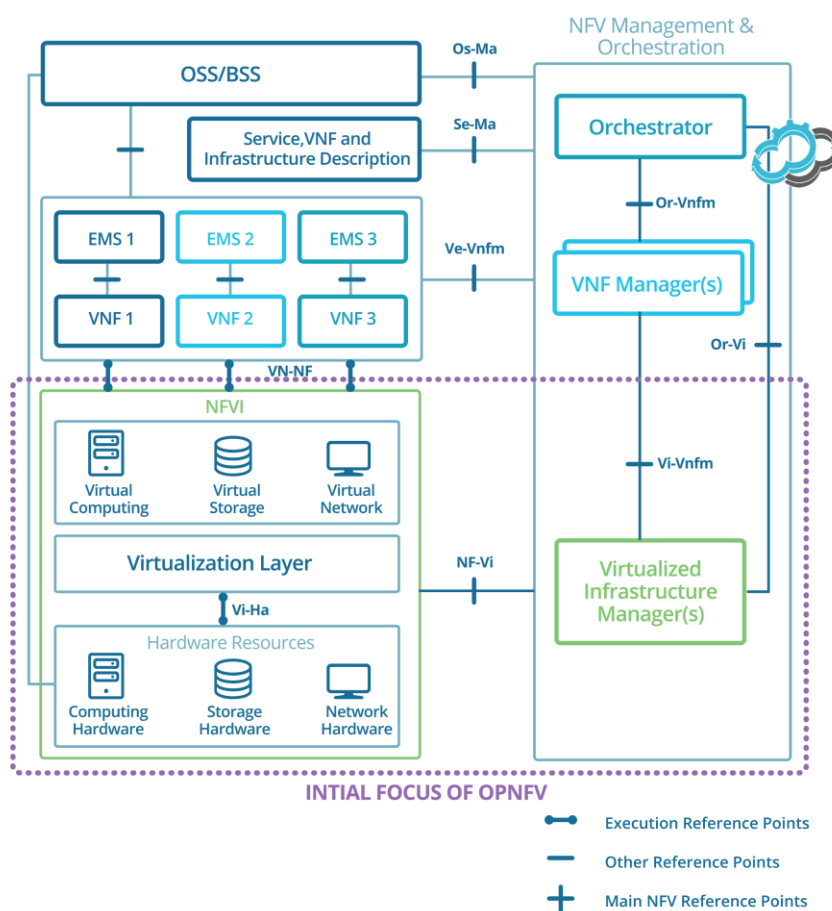 NFV Management &
Orchestration
Os-Ma
OSS/BSS
Se-Ma
Service,VNF and
Infrastructure Description
Orchestrator
Or-Vnfm
EMS 1
EMS 2
EMS 3
Ve-Vnfm
VNF Manager(s)
VNF 1
VNF 2
VNF 3
Or-Vi
VN-NF
NFVI
Virtual
Computing
Virtual
Storage
Virtual
Network
Vi-Vnfm
Virtualization Layer
NF-Vi
Virtualized
Infrastructure
Manager(s)
Vi-Ha
Hardware Resources
Computing
Hardware
Storage
Hardware
Network
Hardware
INTIAL FOCUS OF OPNFV
Execution Reference Points
Other Reference Points
Main NFV Reference Points